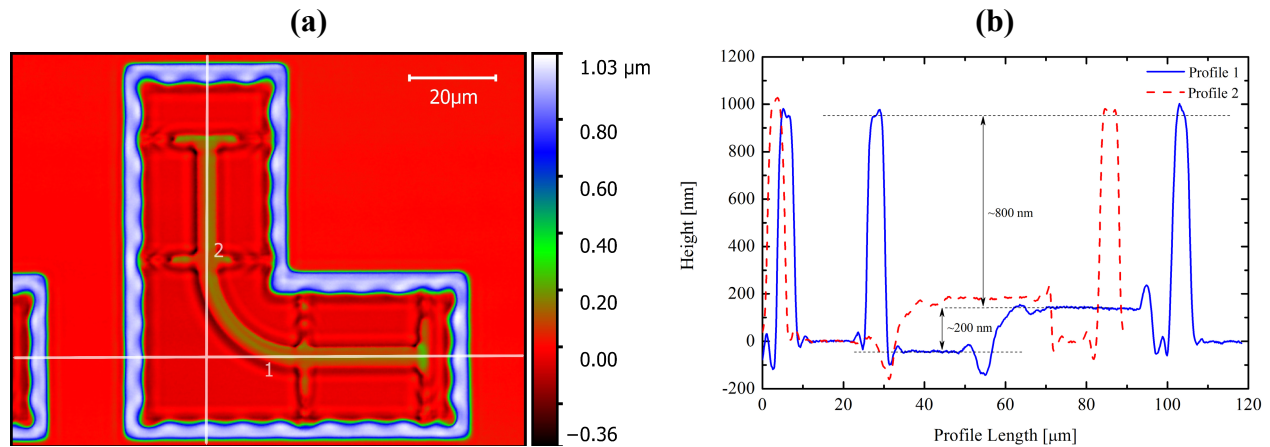 (a)
(b)
20μm
2
1
1.03 μm
0.80
0.60
0.40
0.20
0.00
−0.36
1200
1000
800
600
400
200
0
-200
Height [nm]
Profile 1
Profile 2
~800 nm
~200 nm
0 20 40 60 80 100 120
Profile Length [μm]